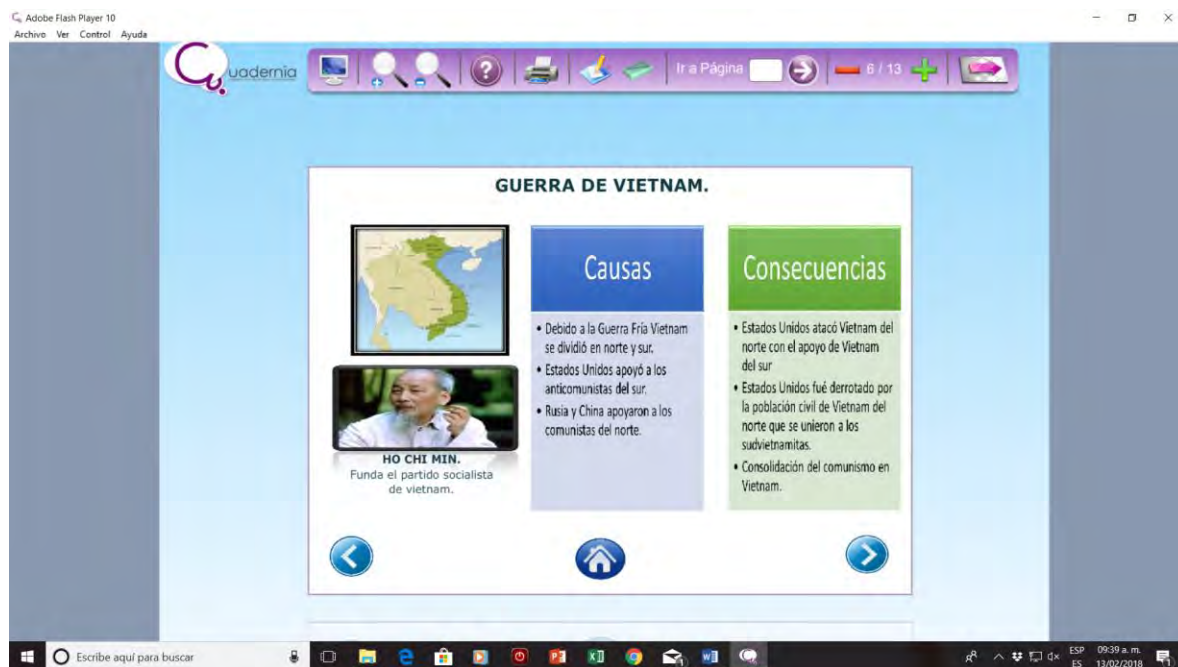 Adobe Flash Player 10
Archivo Ver Control Ayuda
Cuadernia
Ir a Página
6 / 13
GUERRA DE VIETNAM.
HO CHI MIN.
Funda el partido socialista
de vietnam.
Causas
• Debido a la Guerra Fría Vietnam
se dividió en norte y sur.
• Estados Unidos apoyó a los
anticomunistas del sur.
• Rusia y China apoyaron a los
comunistas del norte.
Consecuencias
• Estados Unidos atacó Vietnam del
norte con el apoyo de Vietnam
del sur
• Estados Unidos fué derrotado por
la población civil de Vietnam del
norte que se unieron a los
sudvietnamitas.
• Consolidación del comunismo en
Vietnam.
Escribe aquí para buscar
ESP
ES
09:39 a. m.
13/02/2018